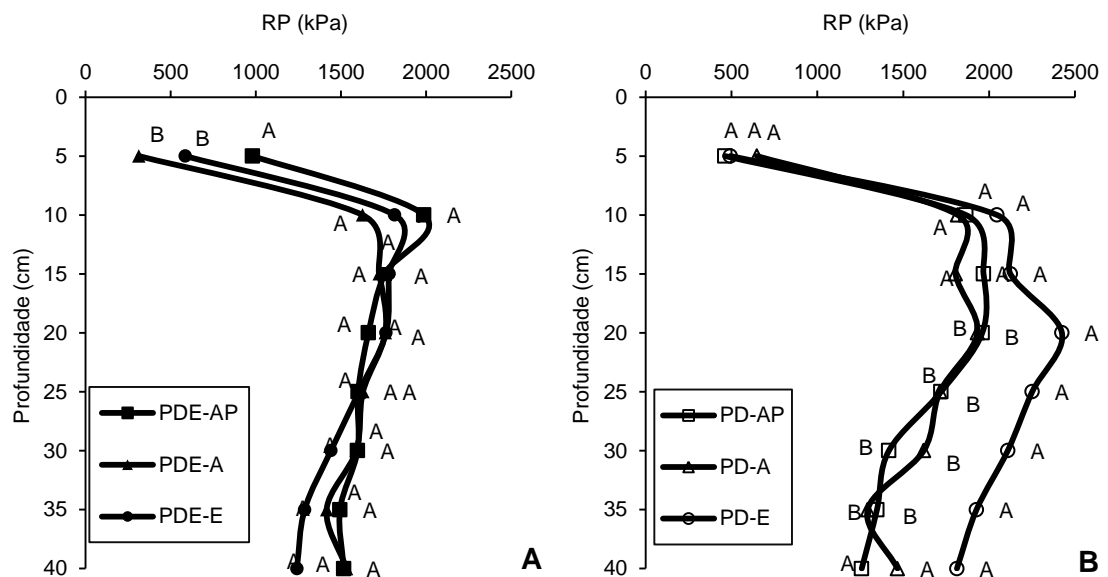 RP (kPa)
0 500 1000 1500 2000 2500
0
5
10
15
20
25
30
35
40
Profundidade (cm)
B B A
A A A
A A A
A A A
A A A
A A A
A A
A A A
PDE-AP
PDE-A
PDE-E
A
RP (kPa)
0 500 1000 1500 2000 2500
0
5
10
15
20
25
30
35
40
Profundidade (cm)
A A A
A A A
A A A
B B A
B B A
B B A
B B A
A A A
PD-AP
PD-A
PD-E
B